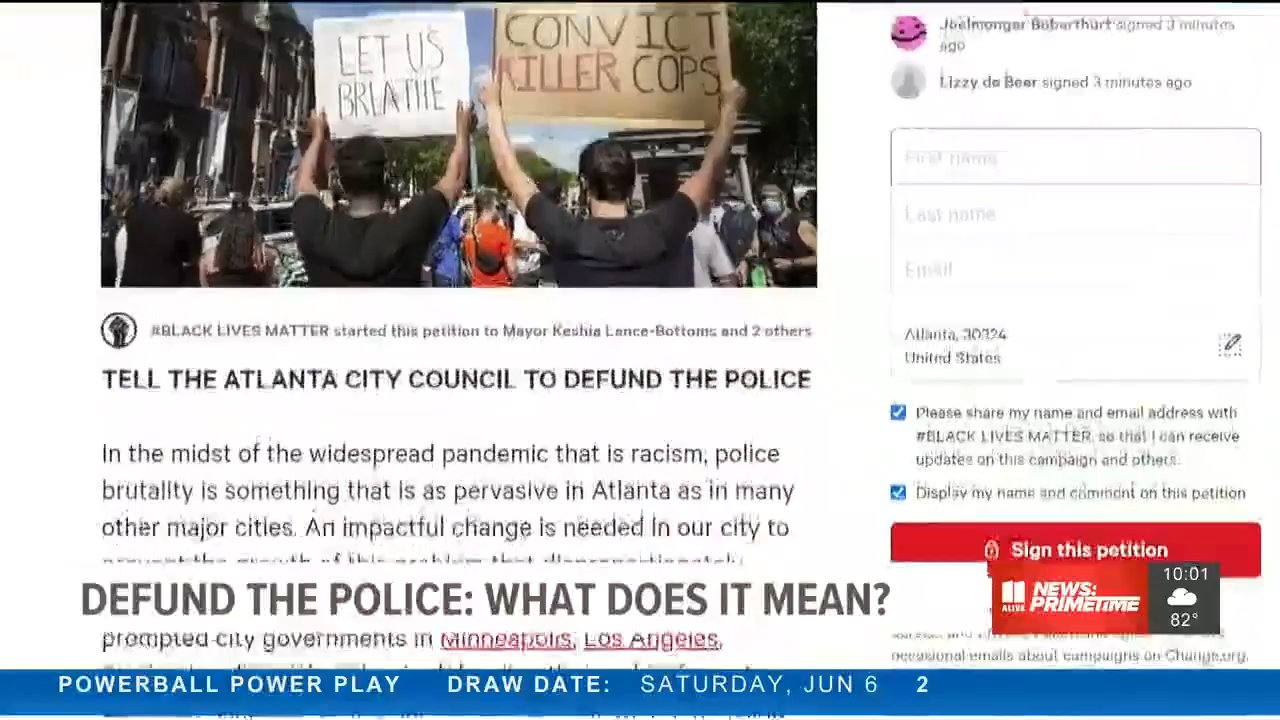 LET US
BREATHE
CONVICT
KILLER COPS
signed 3 minutes
ago
Lizzy de Beer signed 3 minutes ago
First name
Last name
Email
Atlanta, 30324
United States
#BLACK LIVES MATTER started this petition to Mayor Keshia Lance-Bottoms and 2 others
TELL THE ATLANTA CITY COUNCIL TO DEFUND THE POLICE
In the midst of the widespread pandemic that is racism, police
brutality is something that is as pervasive in Atlanta as in many
other major cities. An impactful change is needed in our city to
Please share my name and email address with
#BLACK LIVES MATTER, so that I can receive
updates on this campaign and others.
Display my name and comment on this petition
Sign this petition
DEFUND THE POLICE: WHAT DOES IT MEAN?
prompted city governments in Minneapolis, Los Angeles,
occasional emails about campaigns on Change.org.
11
ALIVE
NEWS:
PRIMETIME
10:01
82°
POWERBALL POWER PLAY DRAW DATE: SATURDAY, JUN 6 2